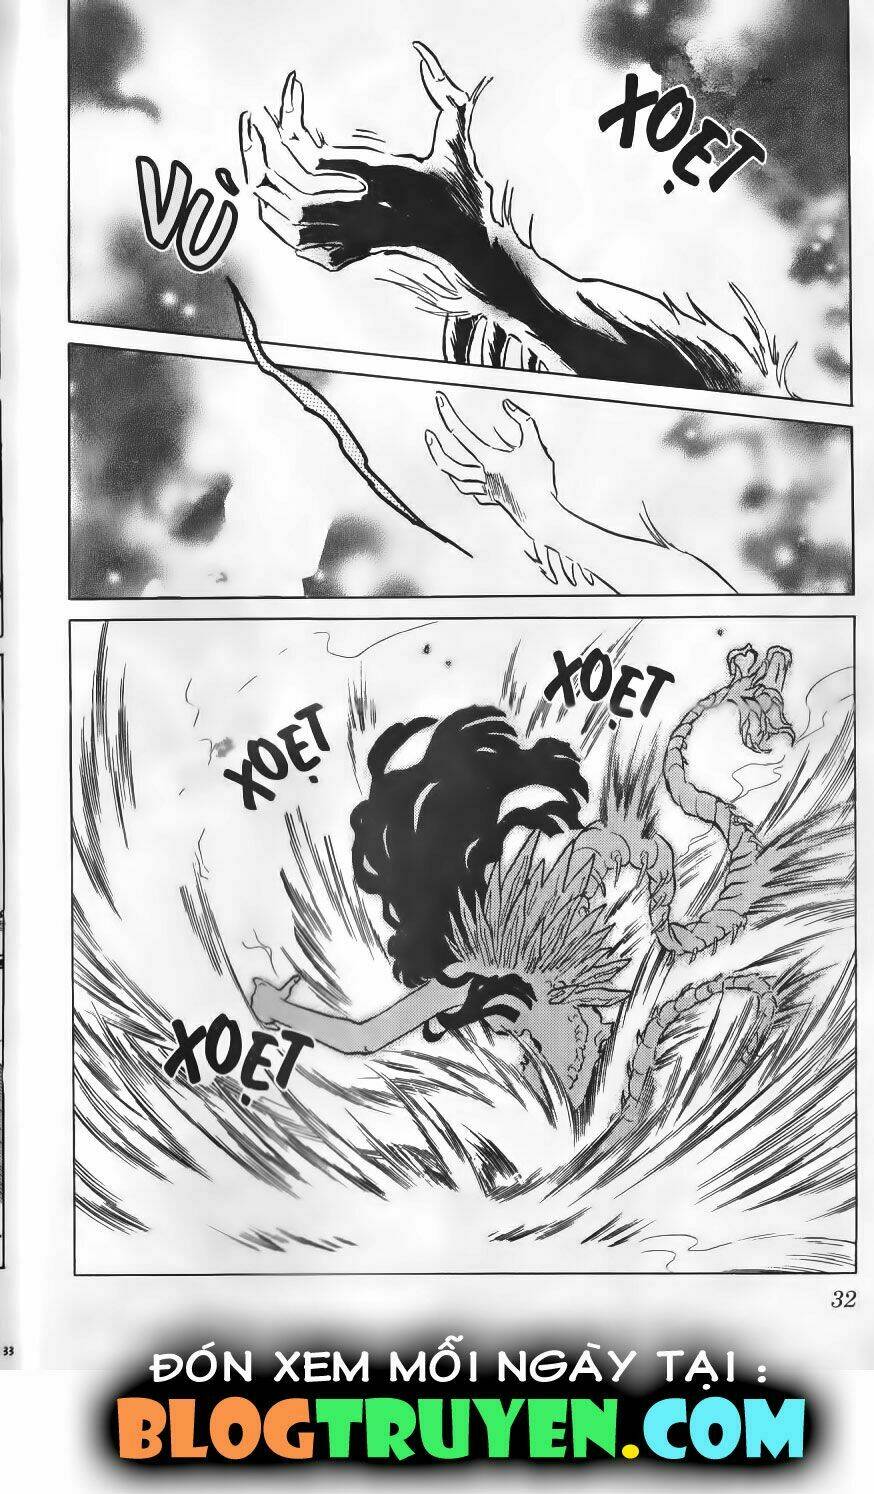 XOẸT
VÙ
XOẸT
XOẸT
XOẸT
32
33
ĐÓN XEM MỖI NGÀY TẠI :
BLOGTRUYEN.COM